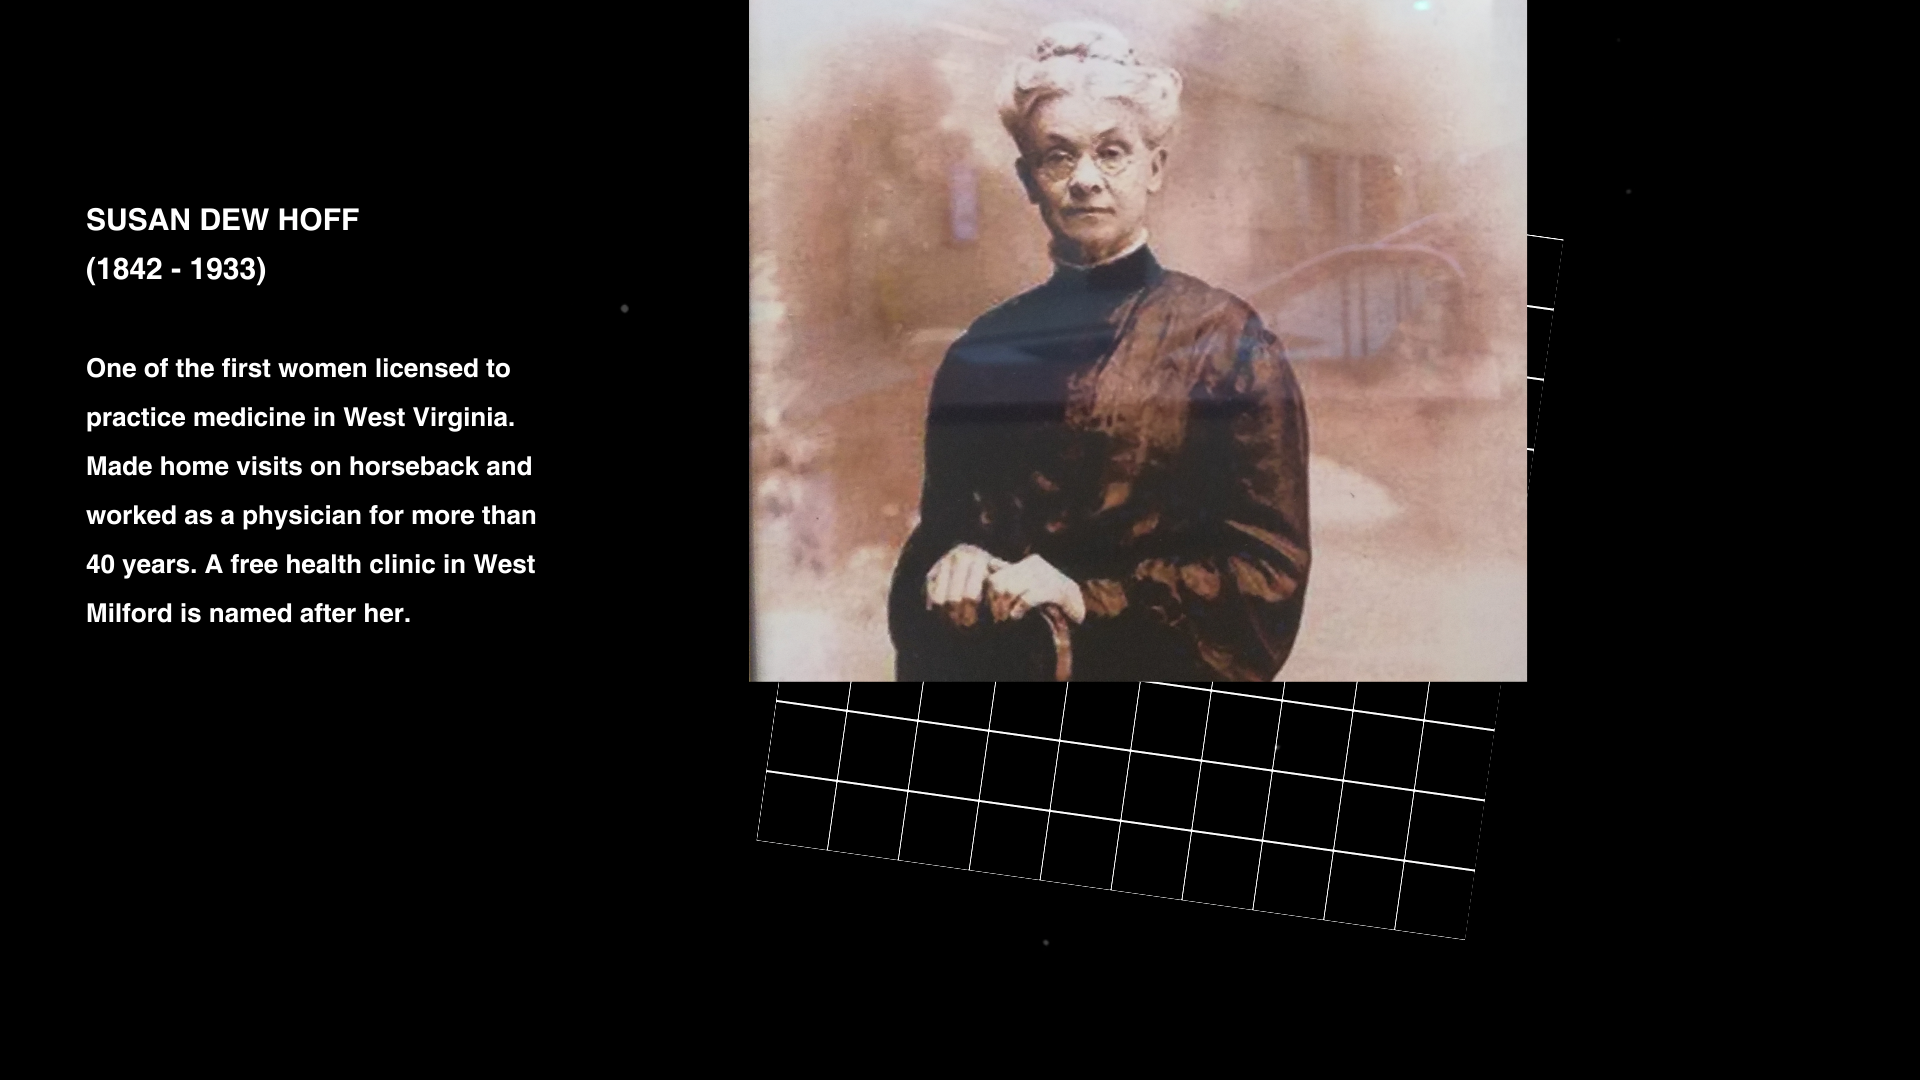 SUSAN DEW HOFF
(1842 - 1933)
One of the first women licensed to
practice medicine in West Virginia.
Made home visits on horseback and
worked as a physician for more than
40 years. A free health clinic in West
Milford is named after her.